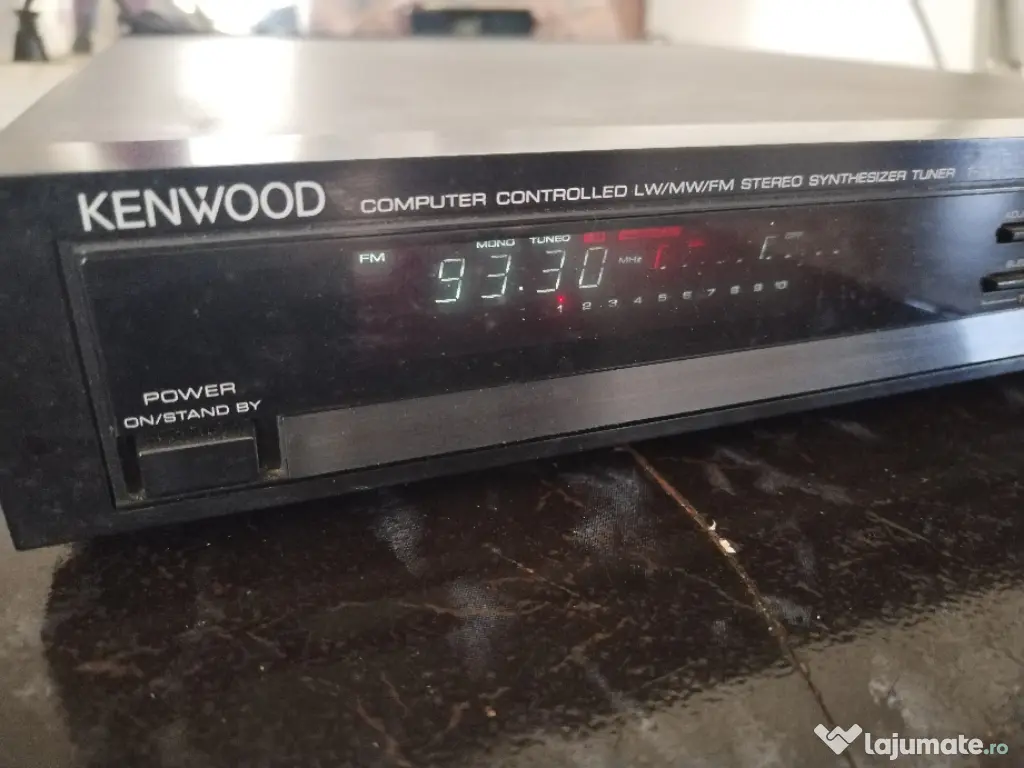 KENWOOD COMPUTER CONTROLLED LW/MW/FM STEREO SYNTHESIZER TUNER
MONO TUNED
FM 93.30 MHz
1 2 3 4 5 6 7 8 9 10
POWER
ON/STAND BY
lajumate.ro